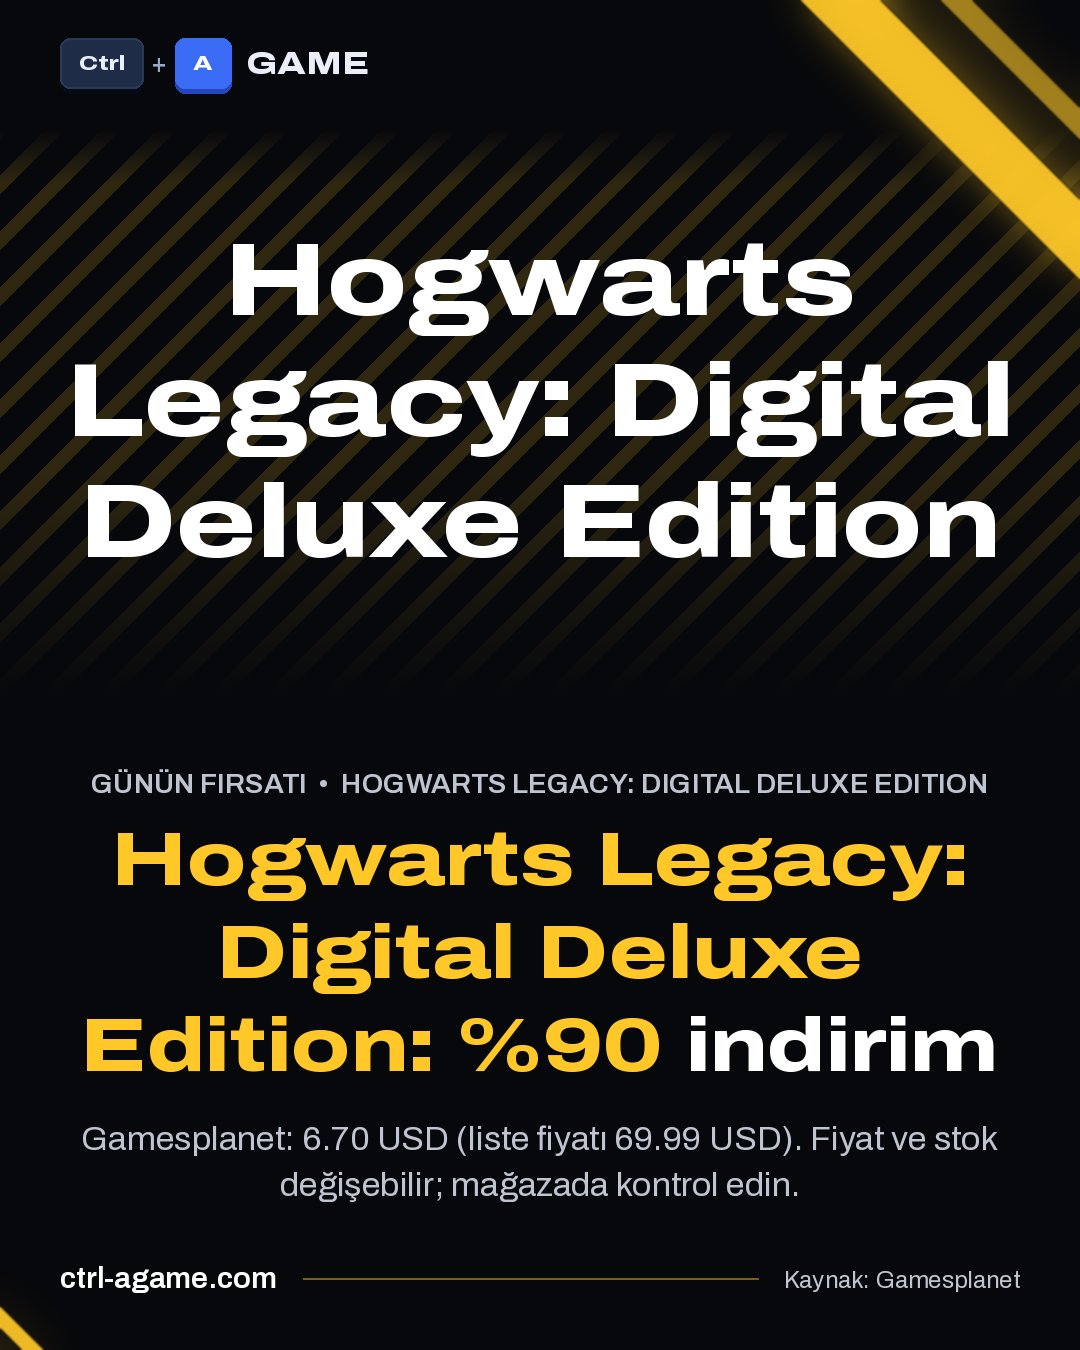 Ctrl + A GAME
Hogwarts
Legacy: Digital
Deluxe Edition
GÜNÜN FIRSATI • HOGWARTS LEGACY: DIGITAL DELUXE EDITION
Hogwarts Legacy:
Digital Deluxe
Edition: %90 indirim
Gamesplanet: 6.70 USD (liste fiyatı 69.99 USD). Fiyat ve stok
değişebilir; mağazada kontrol edin.
ctrl-agame.com
Kaynak: Gamesplanet